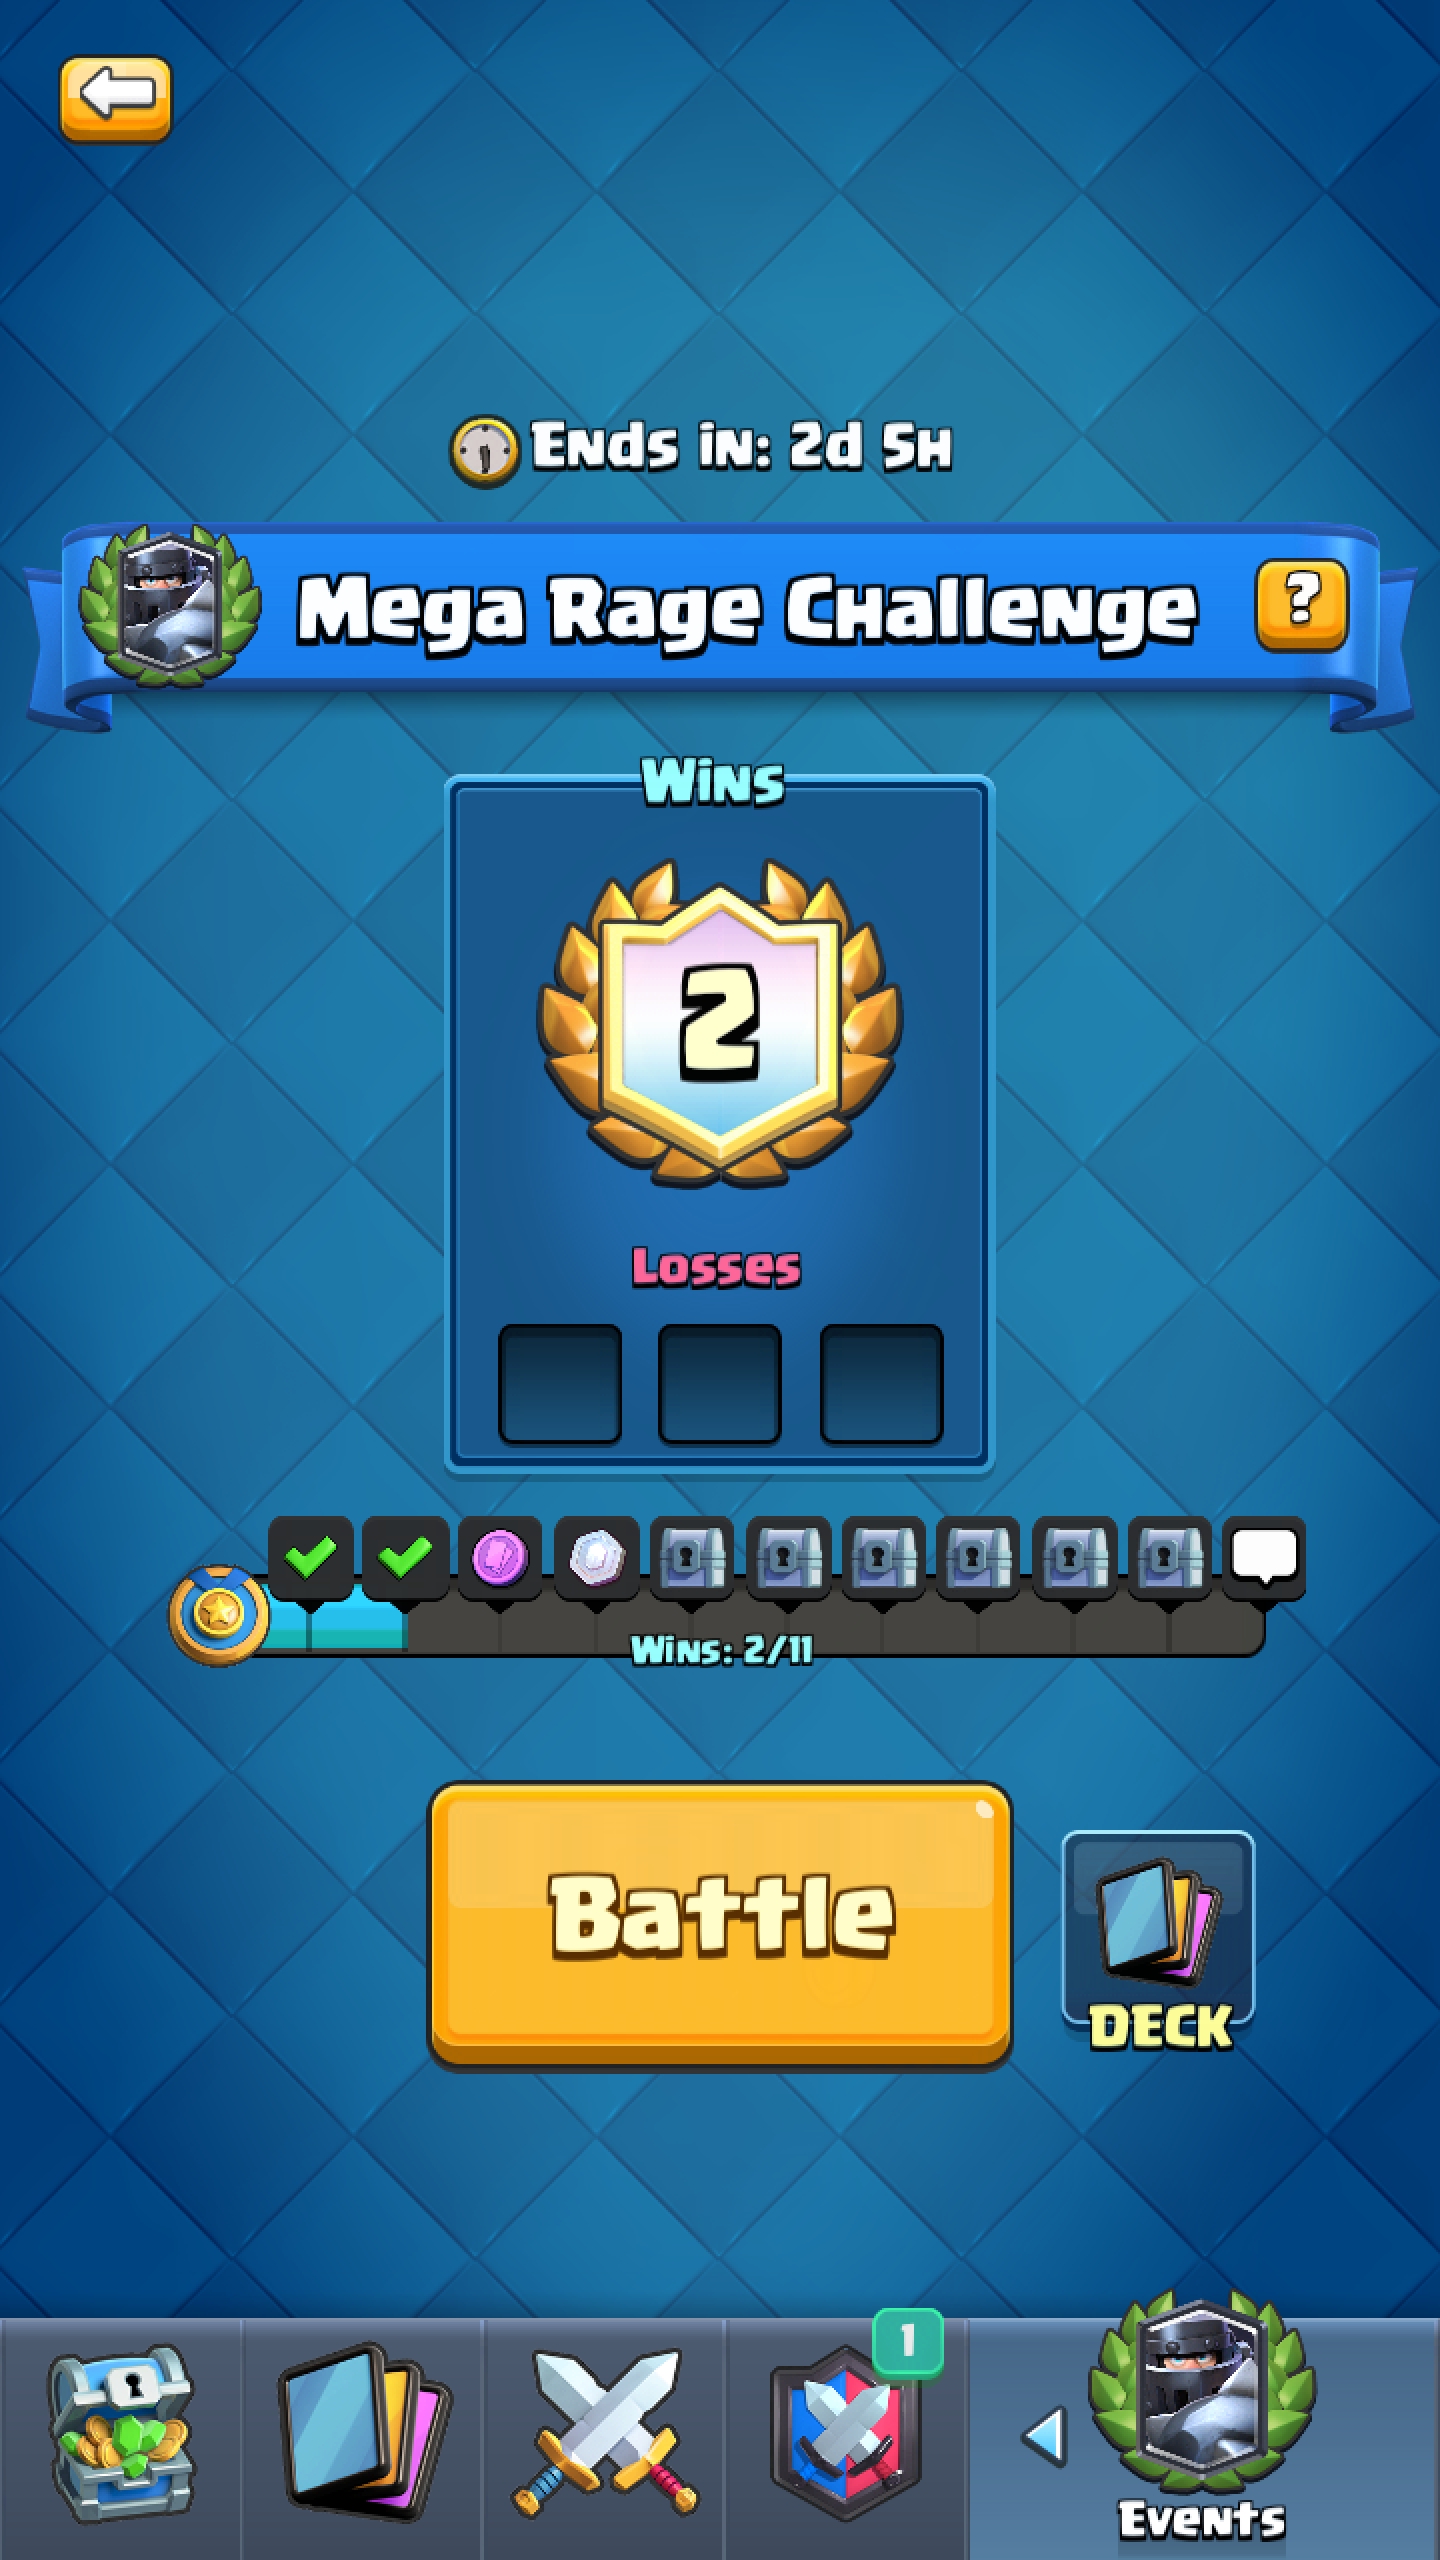 Ends in: 2d 5h
Mega Rage Challenge
?
Wins
2
Losses
Wins: 2/11
Battle
DECK
1
Events